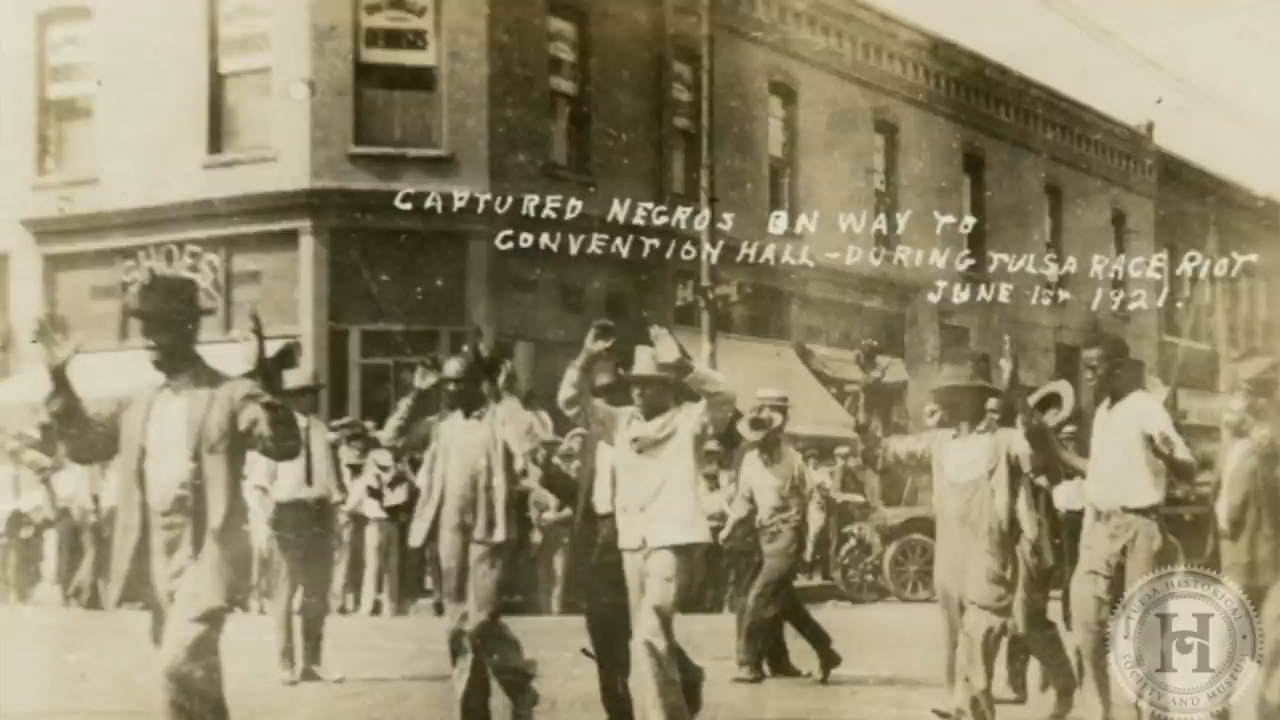 SHOES
CAPTURED NEGROS ON WAY TO
CONVENTION HALL - DURING TULSA RACE RIOT
JUNE 1ST 1921.
TULSA HISTORICAL
H
SOCIETY AND MUSEUM